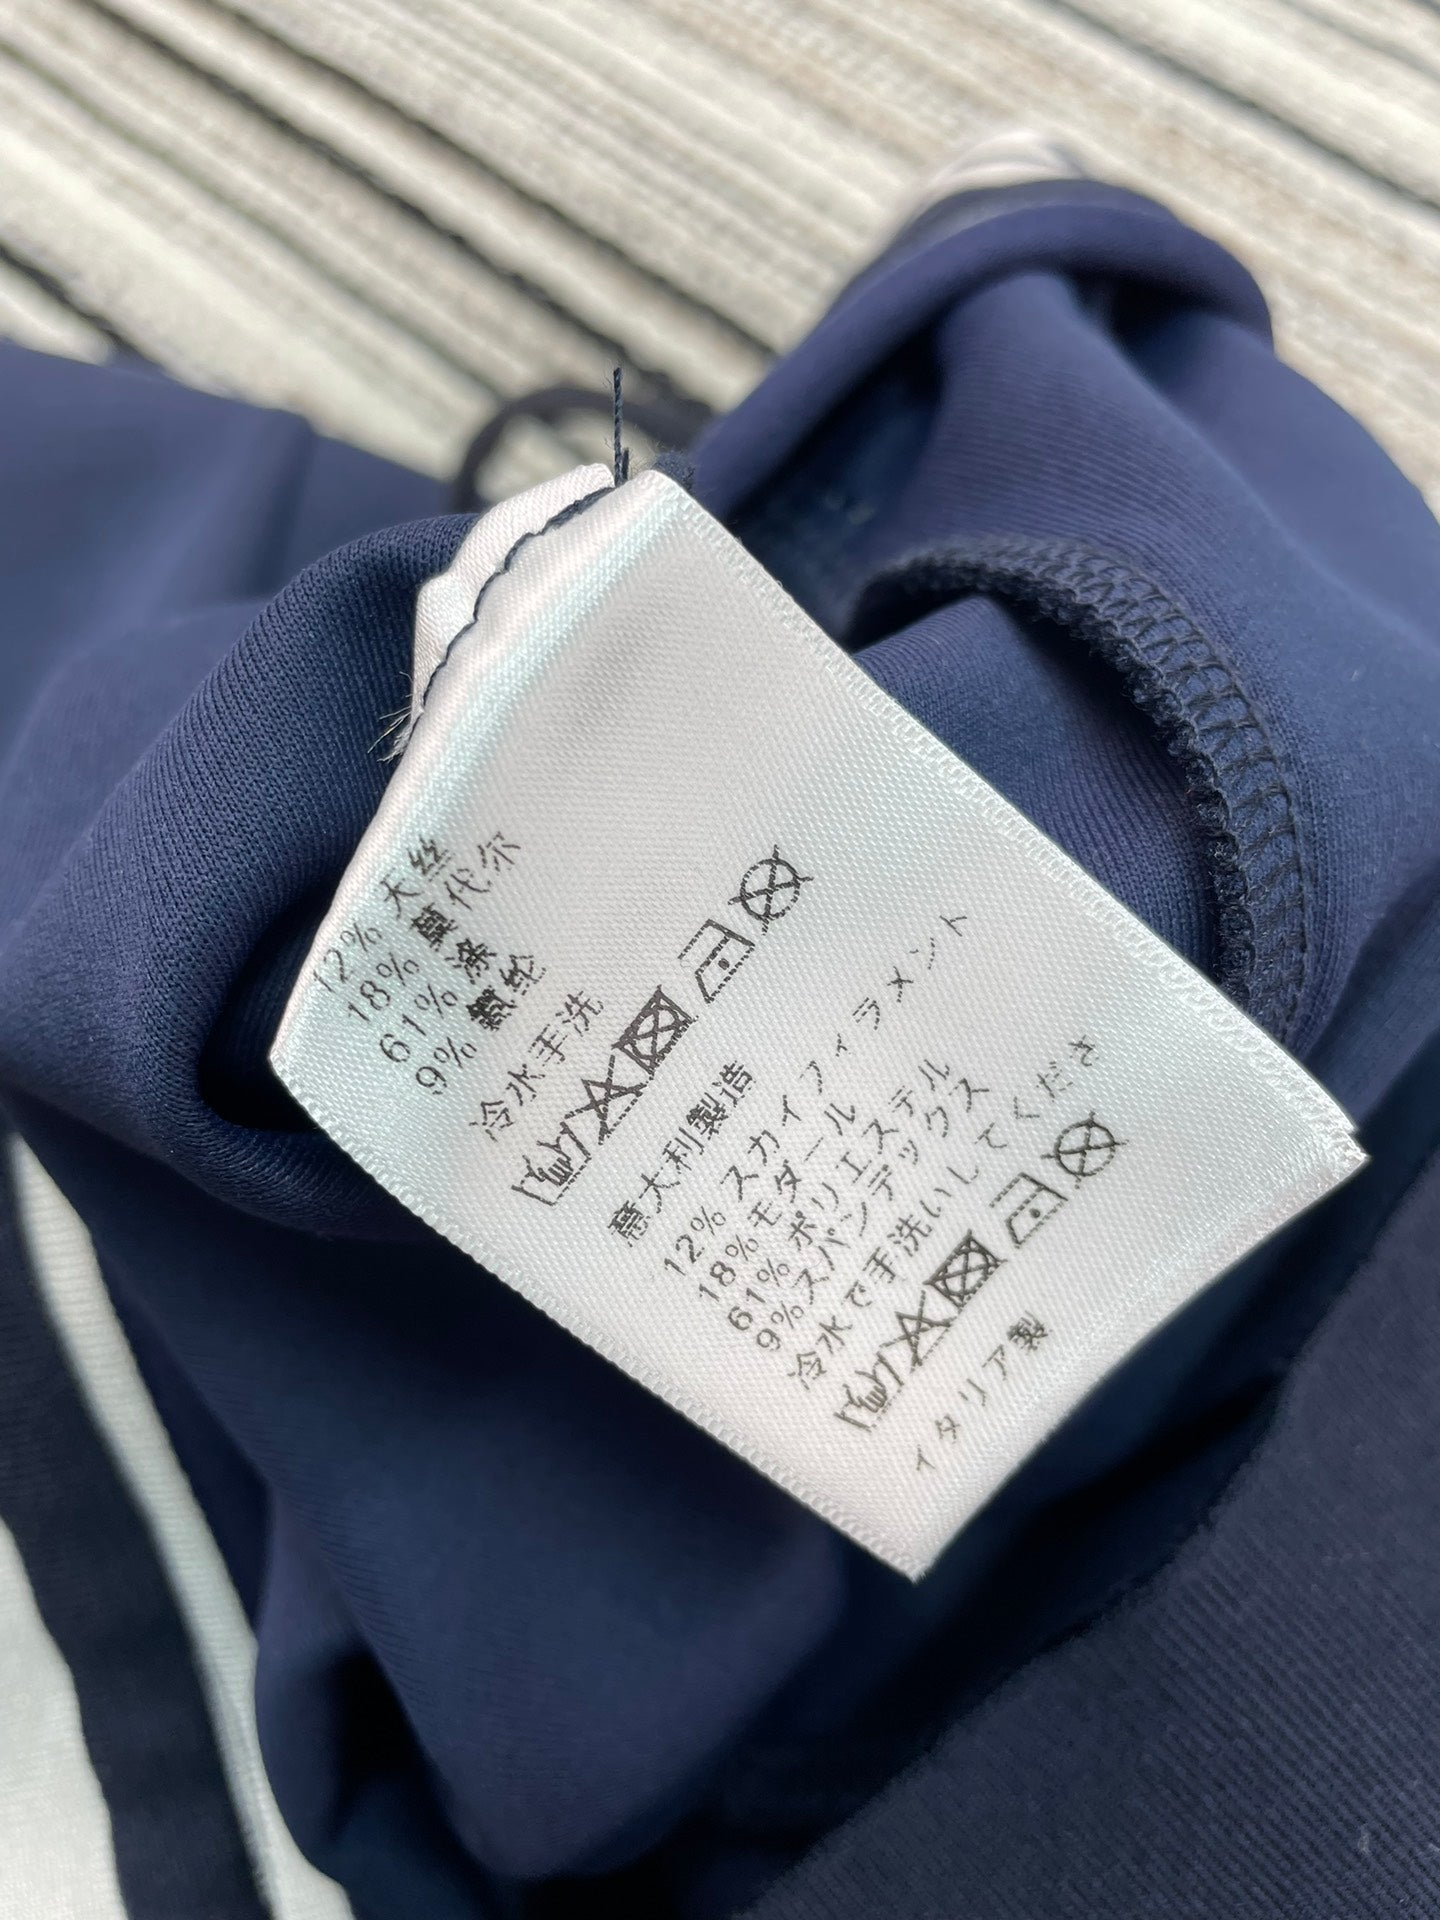 12% 天丝
18% 莫代尔
61% 涤
9% 氨纶
冷水手洗
意大利製造
12% スカイフィラメント
18% モダール
61% ポリエステル
9% スパンデックス
冷水で手洗いしてくださ
イタリア製